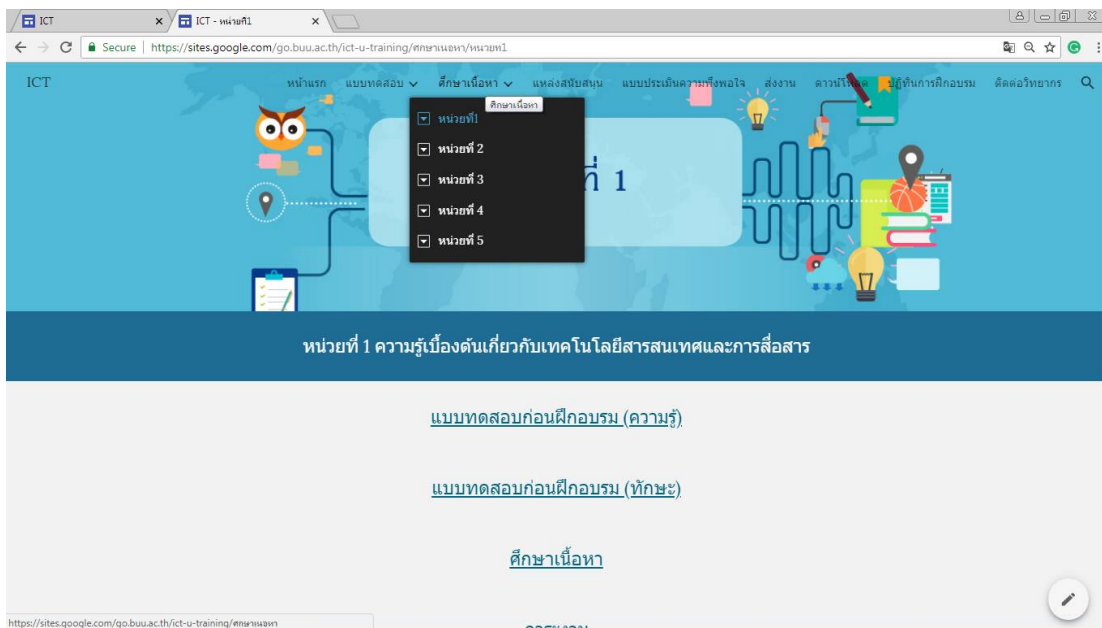 ICT
ICT - หน่วยที่1
Secure
https://sites.google.com/go.buu.ac.th/ict-u-training/ศึกษาเนื้อหา/หน่วยที่1
ICT
หน้าแรก แบบทดสอบ ศึกษาเนื้อหา แหล่งสนับสนุน แบบประเมินความพึงพอใจ ส่งงาน ดาวน์โหลด ปฏิทินการฝึกอบรม ติดต่อวิทยากร
ศึกษาเนื้อหา
หน่วยที่1
หน่วยที่ 2
หน่วยที่ 3
หน่วยที่ 4
หน่วยที่ 5
ที่ 1
หน่วยที่ 1 ความรู้เบื้องต้นเกี่ยวกับเทคโนโลยีสารสนเทศและการสื่อสาร
แบบทดสอบก่อนฝึกอบรม (ความรู้)
แบบทดสอบก่อนฝึกอบรม (ทักษะ)
ศึกษาเนื้อหา
https://sites.google.com/go.buu.ac.th/ict-u-training/ศึกษาเนื้อหา